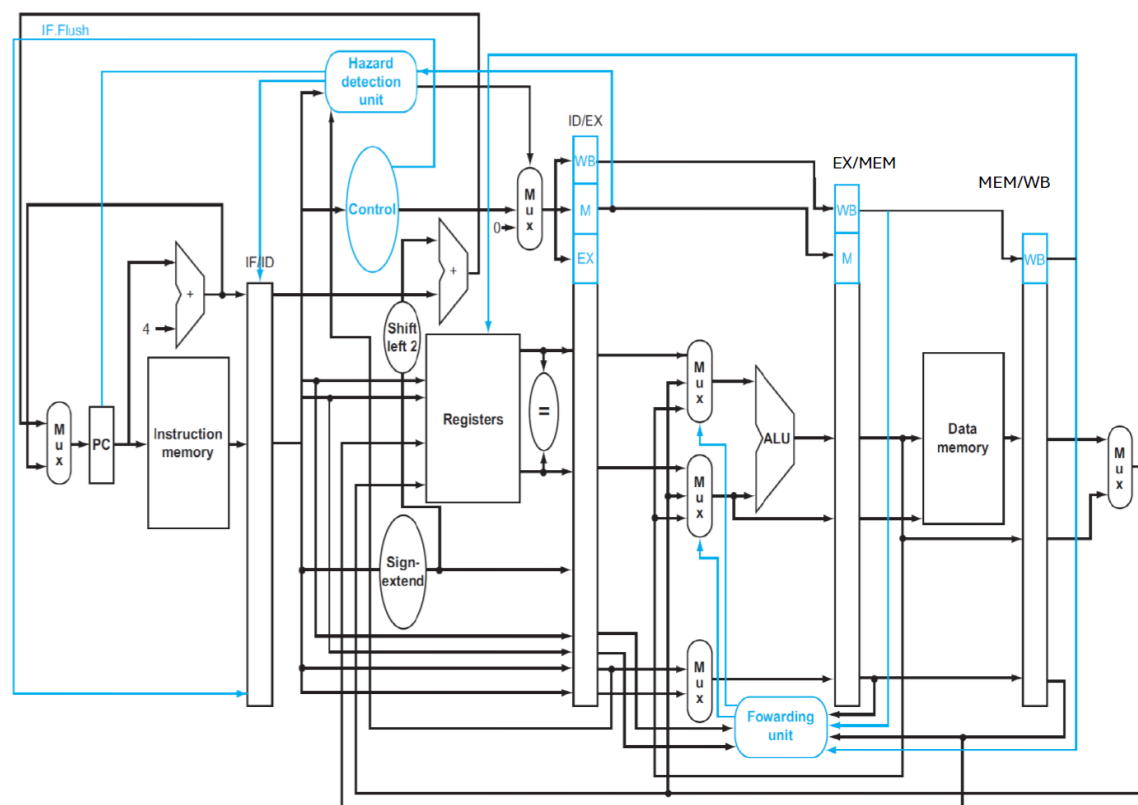 IF.Flush
Hazard
detection
unit
ID/EX
EX/MEM
MEM/WB
WB
M
EX
WB
M
WB
Control
M
u
x
0
IF/ID
+
+
4
Shift
left 2
M
u
x
PC
Instruction
memory
Registers
=
M
u
x
M
u
x
ALU
Data
memory
M
u
x
Sign-
extend
M
u
x
Fowarding
unit